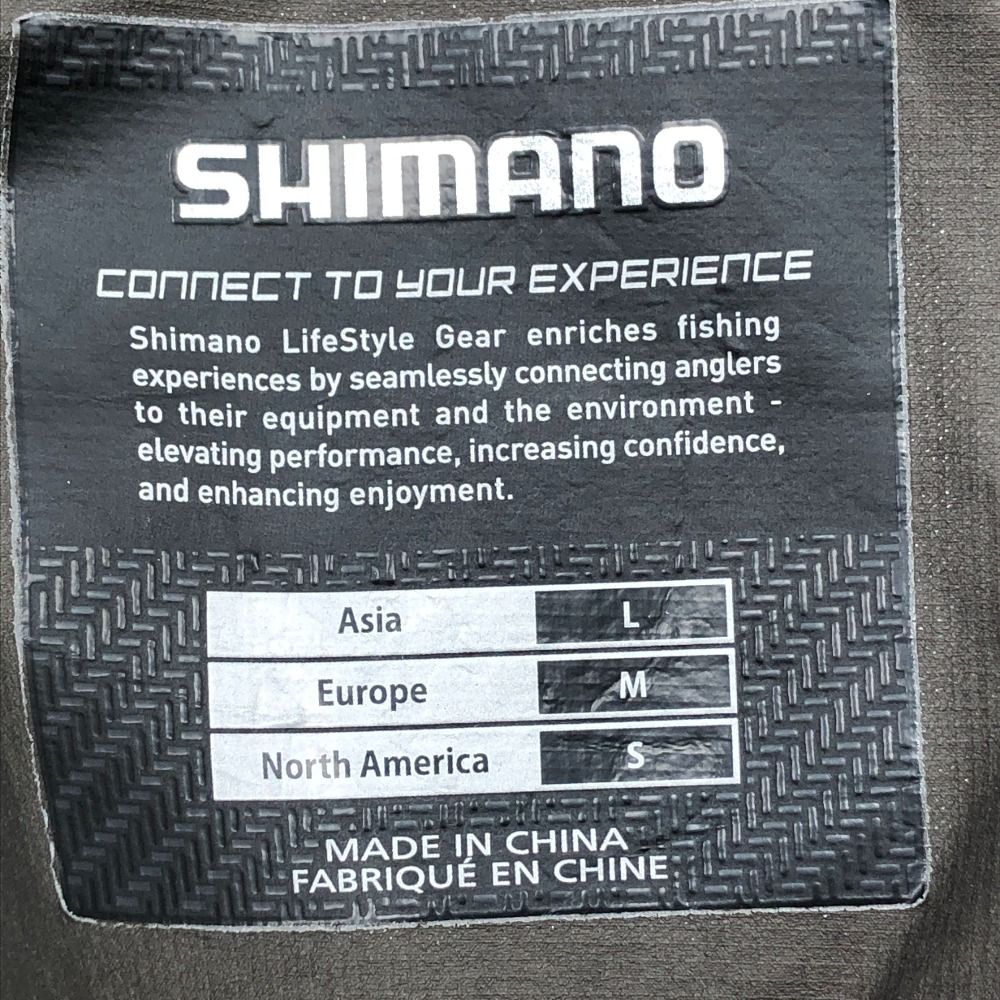 SHIMANO
CONNECT TO YOUR EXPERIENCE
Shimano LifeStyle Gear enriches fishing
experiences by seamlessly connecting anglers
to their equipment and the environment -
elevating performance, increasing confidence,
and enhancing enjoyment.
Asia L
Europe M
North America S
MADE IN CHINA
FABRIQUÉ EN CHINE